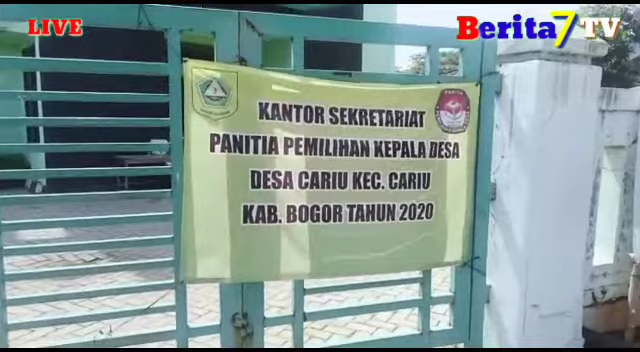 LIVE
Berita7TV
KANTOR SEKRETARIAT
PANITIA PEMILIHAN KEPALA DESA
DESA CARIU KEC. CARIU
KAB. BOGOR TAHUN 2020